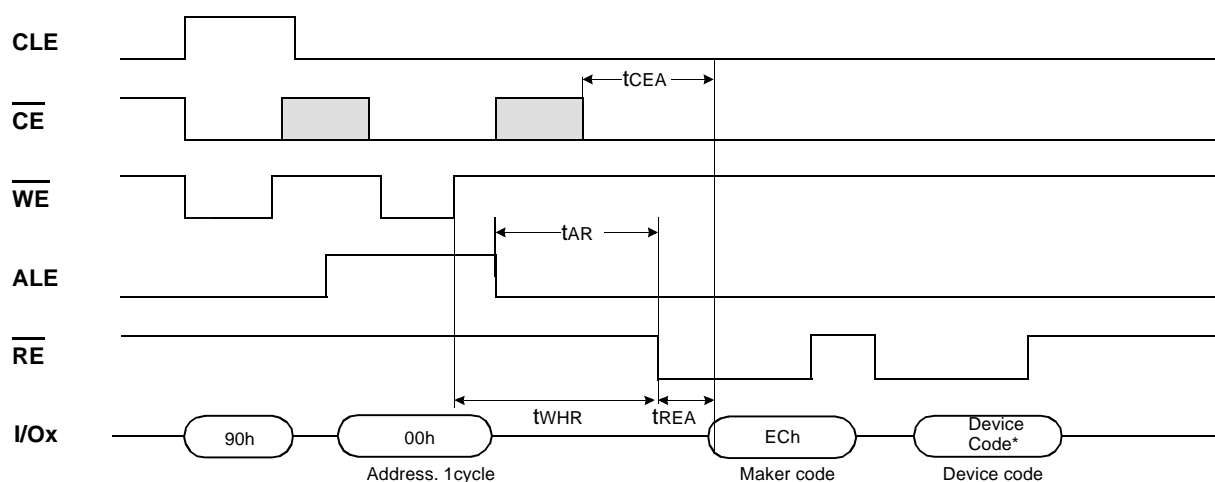 CLE
tCEA
CE
WE
tAR
ALE
RE
tWHR
tREA
I/Ox
90h
00h
ECh
Device
Code*
Address. 1cycle
Maker code
Device code